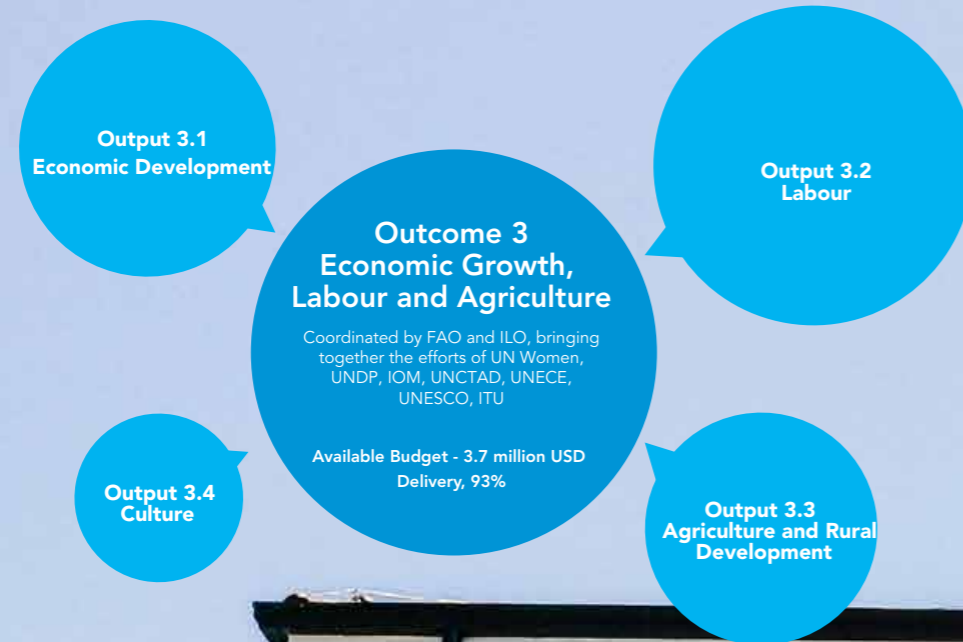 Output 3.1
Economic Development
Output 3.2
Labour
Outcome 3
Economic Growth,
Labour and Agriculture
Coordinated by FAO and ILO, bringing
together the efforts of UN Women,
UNDP, IOM, UNCTAD, UNECE,
UNESCO, ITU
Available Budget - 3.7 million USD
Delivery, 93%
Output 3.4
Culture
Output 3.3
Agriculture and Rural
Development